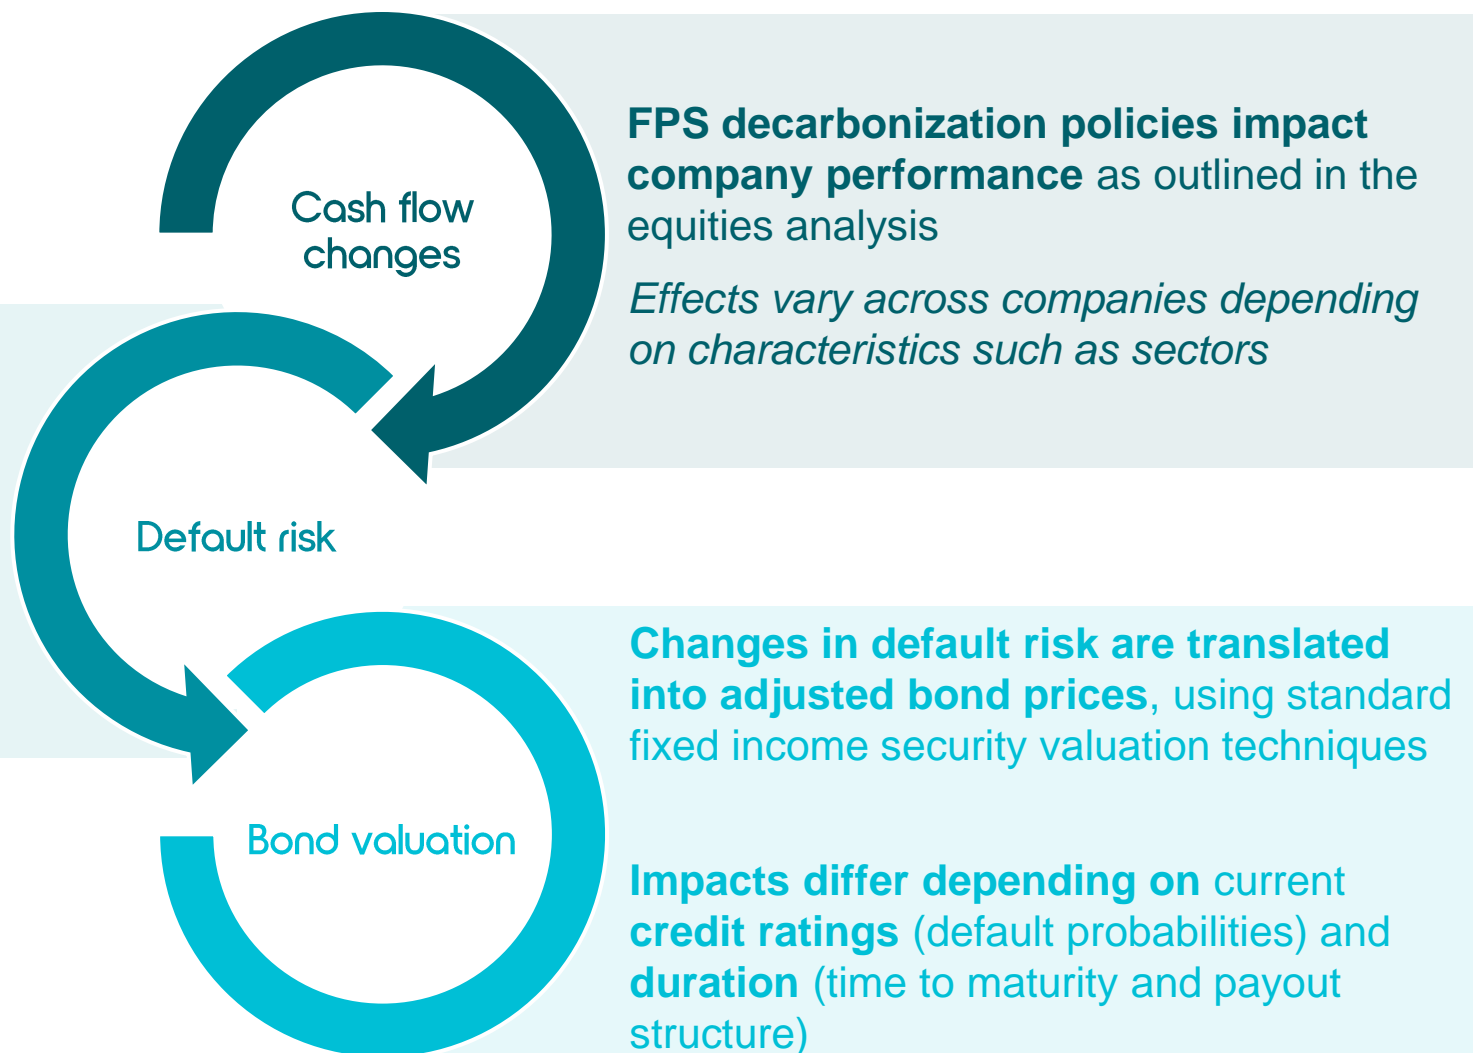 Cash flow
changes
FPS decarbonization policies impact
company performance as outlined in the
equities analysis
Effects vary across companies depending
on characteristics such as sectors
Default risk
Bond valuation
Changes in default risk are translated
into adjusted bond prices, using standard
fixed income security valuation techniques
Impacts differ depending on current
credit ratings (default probabilities) and
duration (time to maturity and payout
structure)